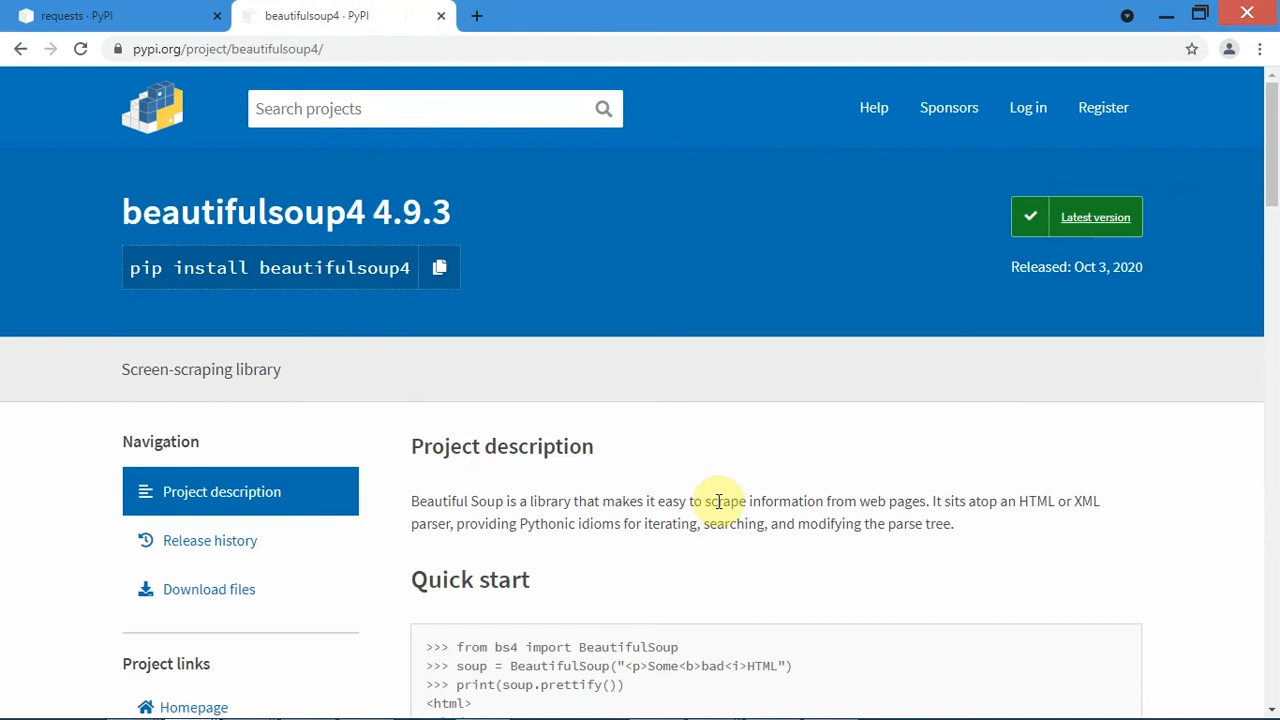 requests · PyPI
beautifulsoup4 · PyPI
pypi.org/project/beautifulsoup4/
Search projects
Help
Sponsors
Log in
Register
beautifulsoup4 4.9.3
pip install beautifulsoup4
Latest version
Released: Oct 3, 2020
Screen-scraping library
Navigation
Project description
Release history
Download files
Project links
Homepage
Project description
Beautiful Soup is a library that makes it easy to scrape information from web pages. It sits atop an HTML or XML
parser, providing Pythonic idioms for iterating, searching, and modifying the parse tree.
Quick start
>>> from bs4 import BeautifulSoup
>>> soup = BeautifulSoup("<p>Some<b>bad<i>HTML")
>>> print(soup.prettify())
<html>